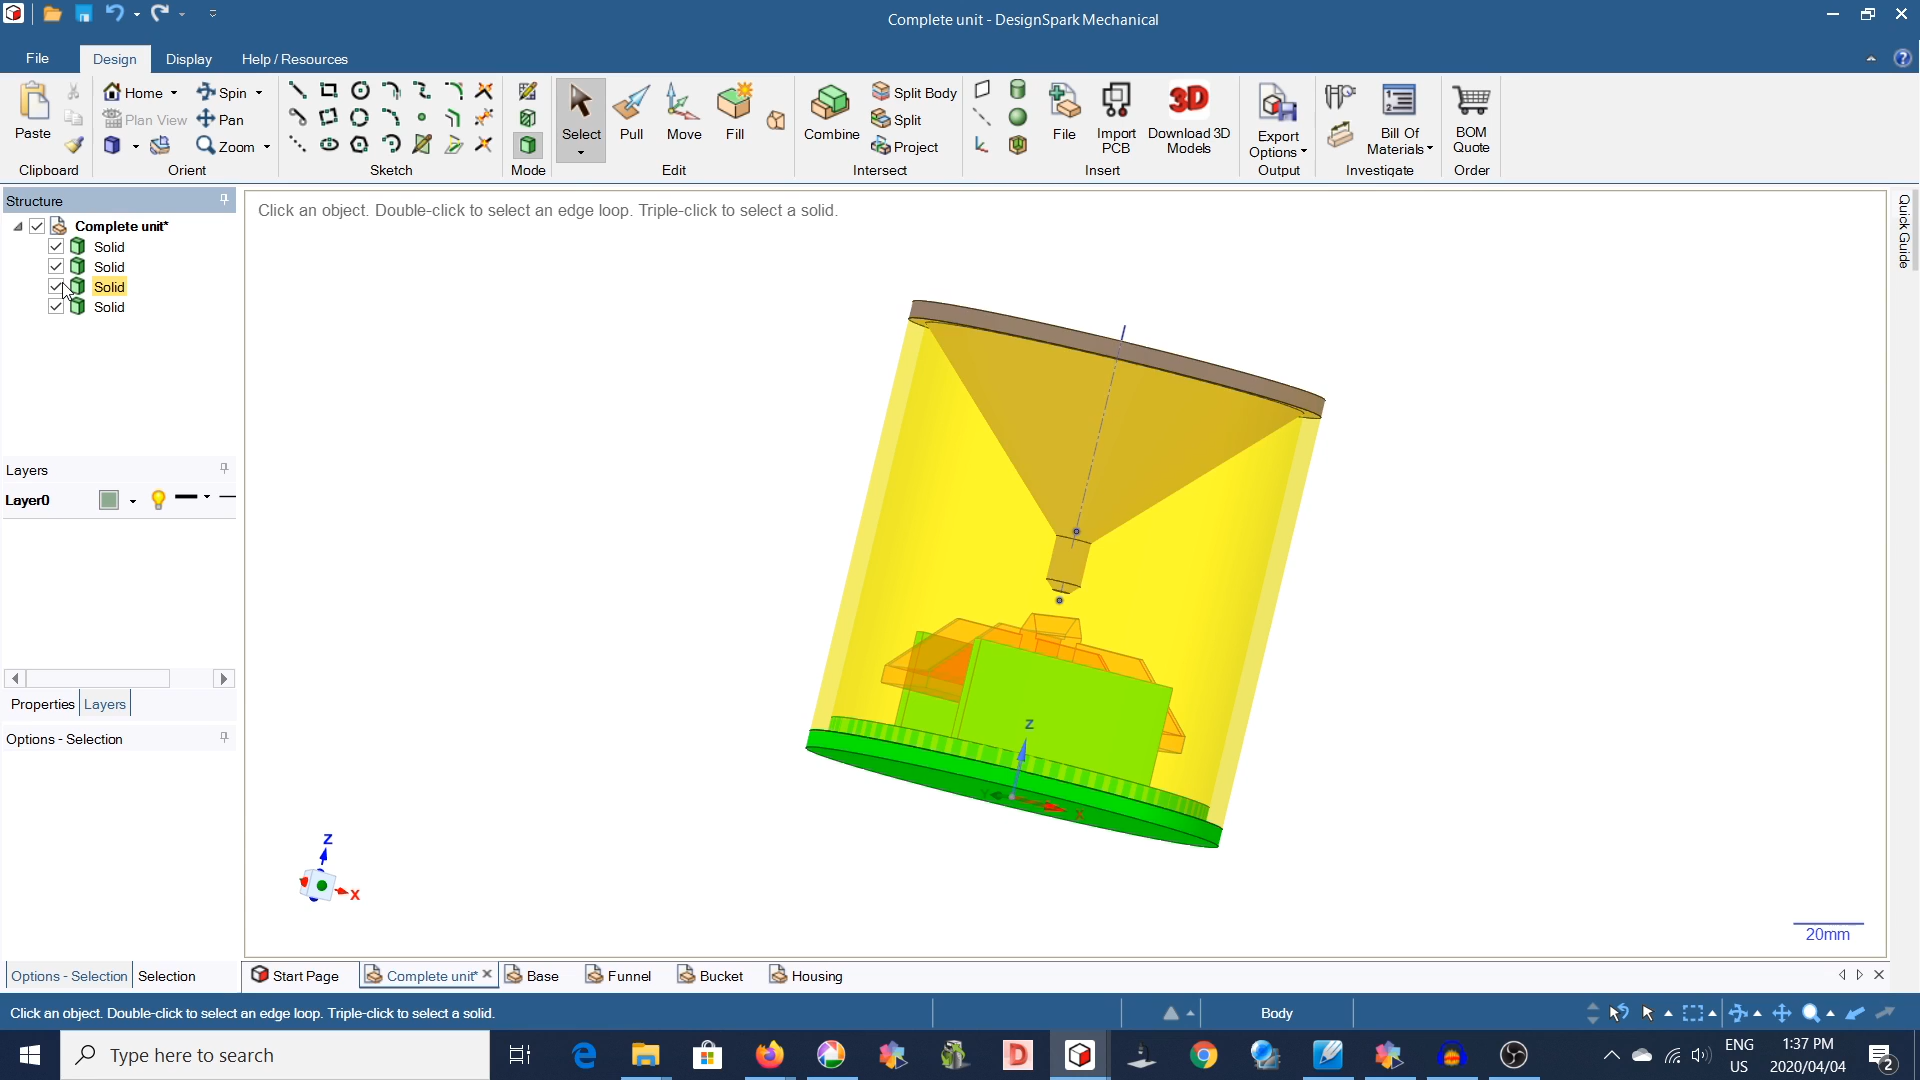 Complete unit - DesignSpark Mechanical
File Design Display Help / Resources
Home Spin
Plan View Pan
Zoom
Paste
Clipboard Orient Sketch Mode
Select Pull Move Fill
Edit
Combine Split Body
Split
Project
Intersect
File Import PCB Download 3D Models
3D
Insert
Export Options
Output
Bill Of Materials
Investigate
BOM Quote
Order
Structure
Click an object. Double-click to select an edge loop. Triple-click to select a solid.
Quick Guide
Complete unit*
Solid
Solid
Solid
Solid
Layers
Layer0
Properties Layers
Options - Selection
Z
X
Z
X
20mm
Options - Selection Selection
Start Page Complete unit* Base Funnel Bucket Housing
Click an object. Double-click to select an edge loop. Triple-click to select a solid.
Body
Type here to search
D
ENG
US
1:37 PM
2020/04/04
2